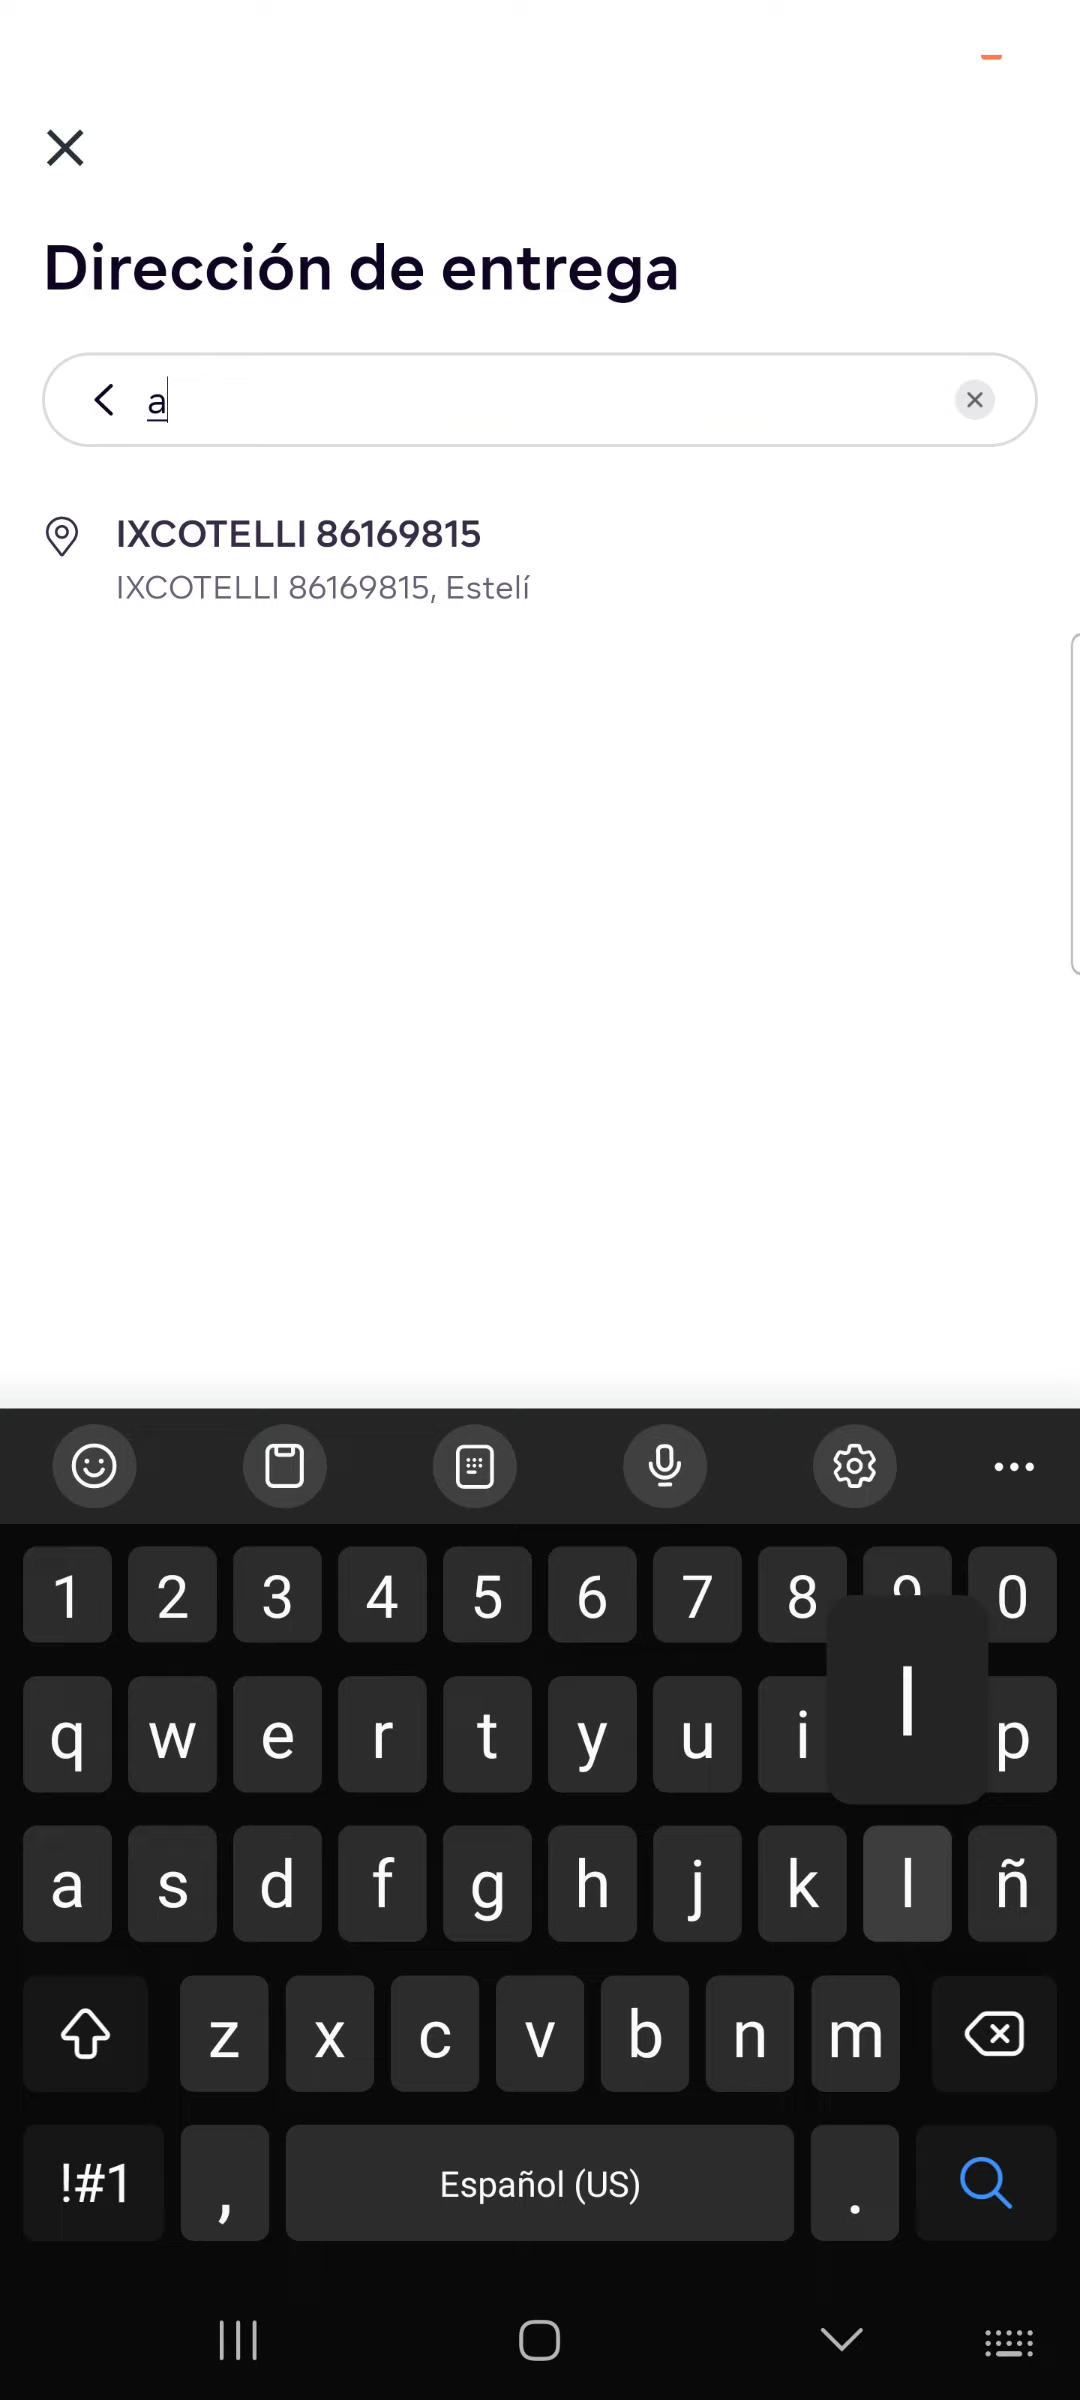 Dirección de entrega
a
IXCOTELLI 86169815
IXCOTELLI 86169815, Estelí
1 2 3 4 5 6 7 8 9 0
q w e r t y u i l p
a s d f g h j k l ñ
z x c v b n m
!#1 , Español (US) .